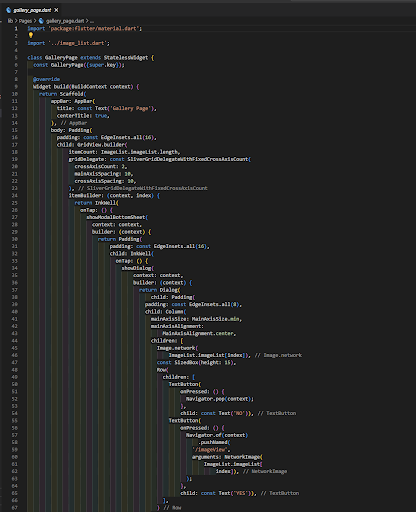 gallery_page.dart ×
lib > Pages > gallery_page.dart > ...
1 import 'package:flutter/material.dart';
2
3 import '../image_list.dart';
4
5 class GalleryPage extends StatelessWidget {
6 const GalleryPage({super.key});
7
8 @override
9 Widget build(BuildContext context) {
10 return Scaffold(
11 appBar: AppBar(
12 title: const Text('Gallery Page'),
13 centerTitle: true,
14 ), // AppBar
15 body: Padding(
16 padding: const EdgeInsets.all(16),
17 child: GridView.builder(
18 itemCount: ImageList.imageList.length,
19 gridDelegate: const SliverGridDelegateWithFixedCrossAxisCount(
20 crossAxisCount: 2,
21 mainAxisSpacing: 10,
22 crossAxisSpacing: 10,
23 ), // SliverGridDelegateWithFixedCrossAxisCount
24 itemBuilder: (context, index) {
25 return InkWell(
26 onTap: () {
27 showModalBottomSheet(
28 context: context,
29 builder: (context) {
30 return Padding(
31 padding: const EdgeInsets.all(16),
32 child: InkWell(
33 onTap: () {
34 showDialog(
35 context: context,
36 builder: (context) {
37 return Dialog(
38 child: Padding(
39 padding: const EdgeInsets.all(8),
40 child: Column(
41 mainAxisSize: MainAxisSize.min,
42 mainAxisAlignment:
43 MainAxisAlignment.center,
44 children: [
45 Image.network(
46 ImageList.imageList[index]), // Image.network
47 const SizedBox(height: 15),
48 Row(
49 children: [
50 TextButton(
51 onPressed: () {
52 Navigator.pop(context);
53 },
54 child: const Text('NO')), // TextButton
55 TextButton(
56 onPressed: () {
57 Navigator.of(context)
58 .pushNamed(
59 '/imageView',
60 arguments: NetworkImage(
61 ImageList.imageList[
62 index]), // NetworkImage
63 );
64 },
65 child: const Text('YES')), // TextButton
66 ],
67 ) // Row